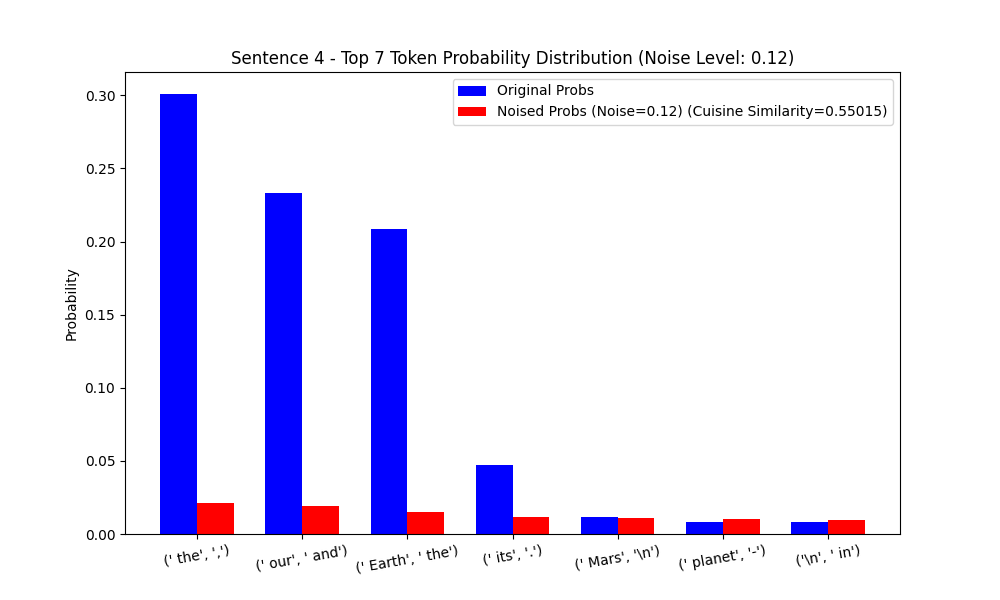 Sentence 4 - Top 7 Token Probability Distribution (Noise Level: 0.12)
Original Probs
Noised Probs (Noise=0.12) (Cuisine Similarity=0.55015)
Probability
0.30
0.25
0.20
0.15
0.10
0.05
0.00
(' the', ',')
(' our', ' and')
(' Earth', ' the')
(' its', '.')
(' Mars', '\n')
(' planet', '-')
('\n', ' in')